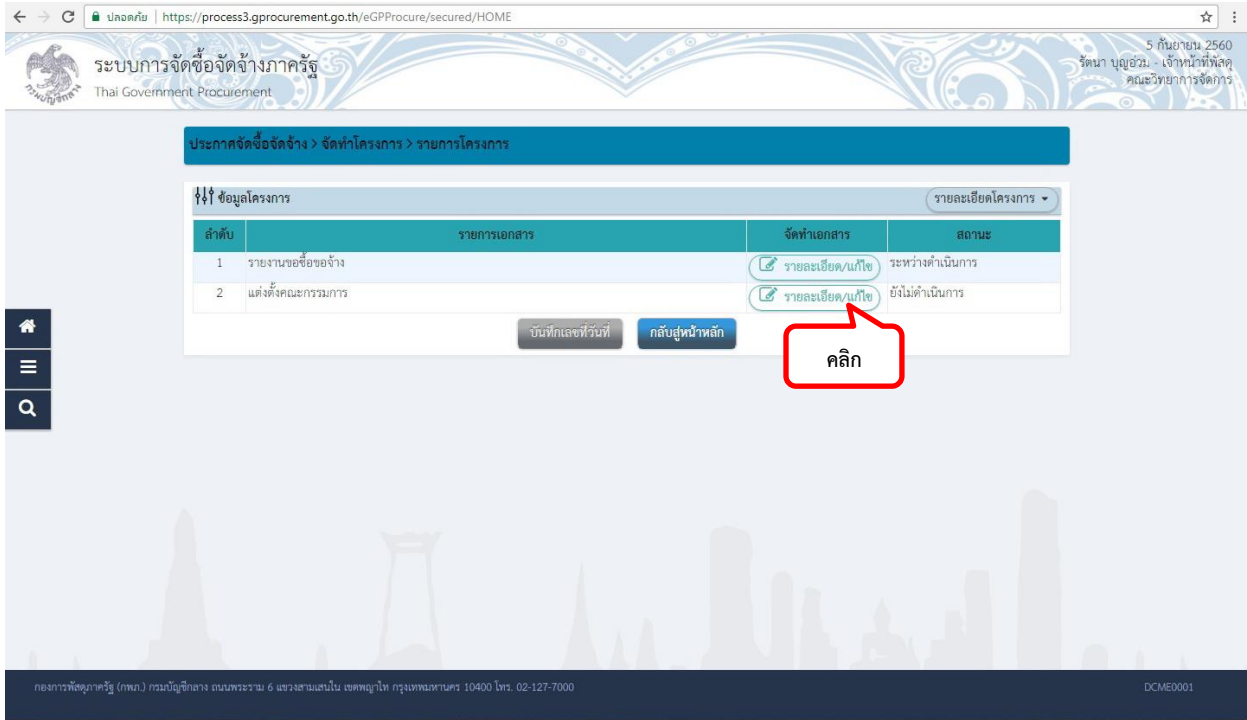 ปลอดภัย | https://process3.gprocurement.go.th/eGPProcure/secured/HOME
5 กันยายน 2560
ระบบการจัดซื้อจัดจ้างภาครัฐ
รัตนา บุญอ่วม - เจ้าหน้าที่พัสดุ
Thai Government Procurement
คณะวิทยาการจัดการ
กรมบัญชีกลาง
ประกาศจัดซื้อจัดจ้าง > จัดทำโครงการ > รายการโครงการ
ข้อมูลโครงการ
รายละเอียดโครงการ
ลำดับ รายการเอกสาร จัดทำเอกสาร สถานะ
1 รายงานขอซื้อขอจ้าง รายละเอียด/แก้ไข ระหว่างดำเนินการ
2 แต่งตั้งคณะกรรมการ รายละเอียด/แก้ไข ยังไม่ดำเนินการ
บันทึกเลขที่วันที่ กลับสู่หน้าหลัก
คลิก
กองการพัสดุภาครัฐ (กพภ.) กรมบัญชีกลาง ถนนพระราม 6 แขวงสามเสนใน เขตพญาไท กรุงเทพมหานคร 10400 โทร. 02-127-7000
DCME0001